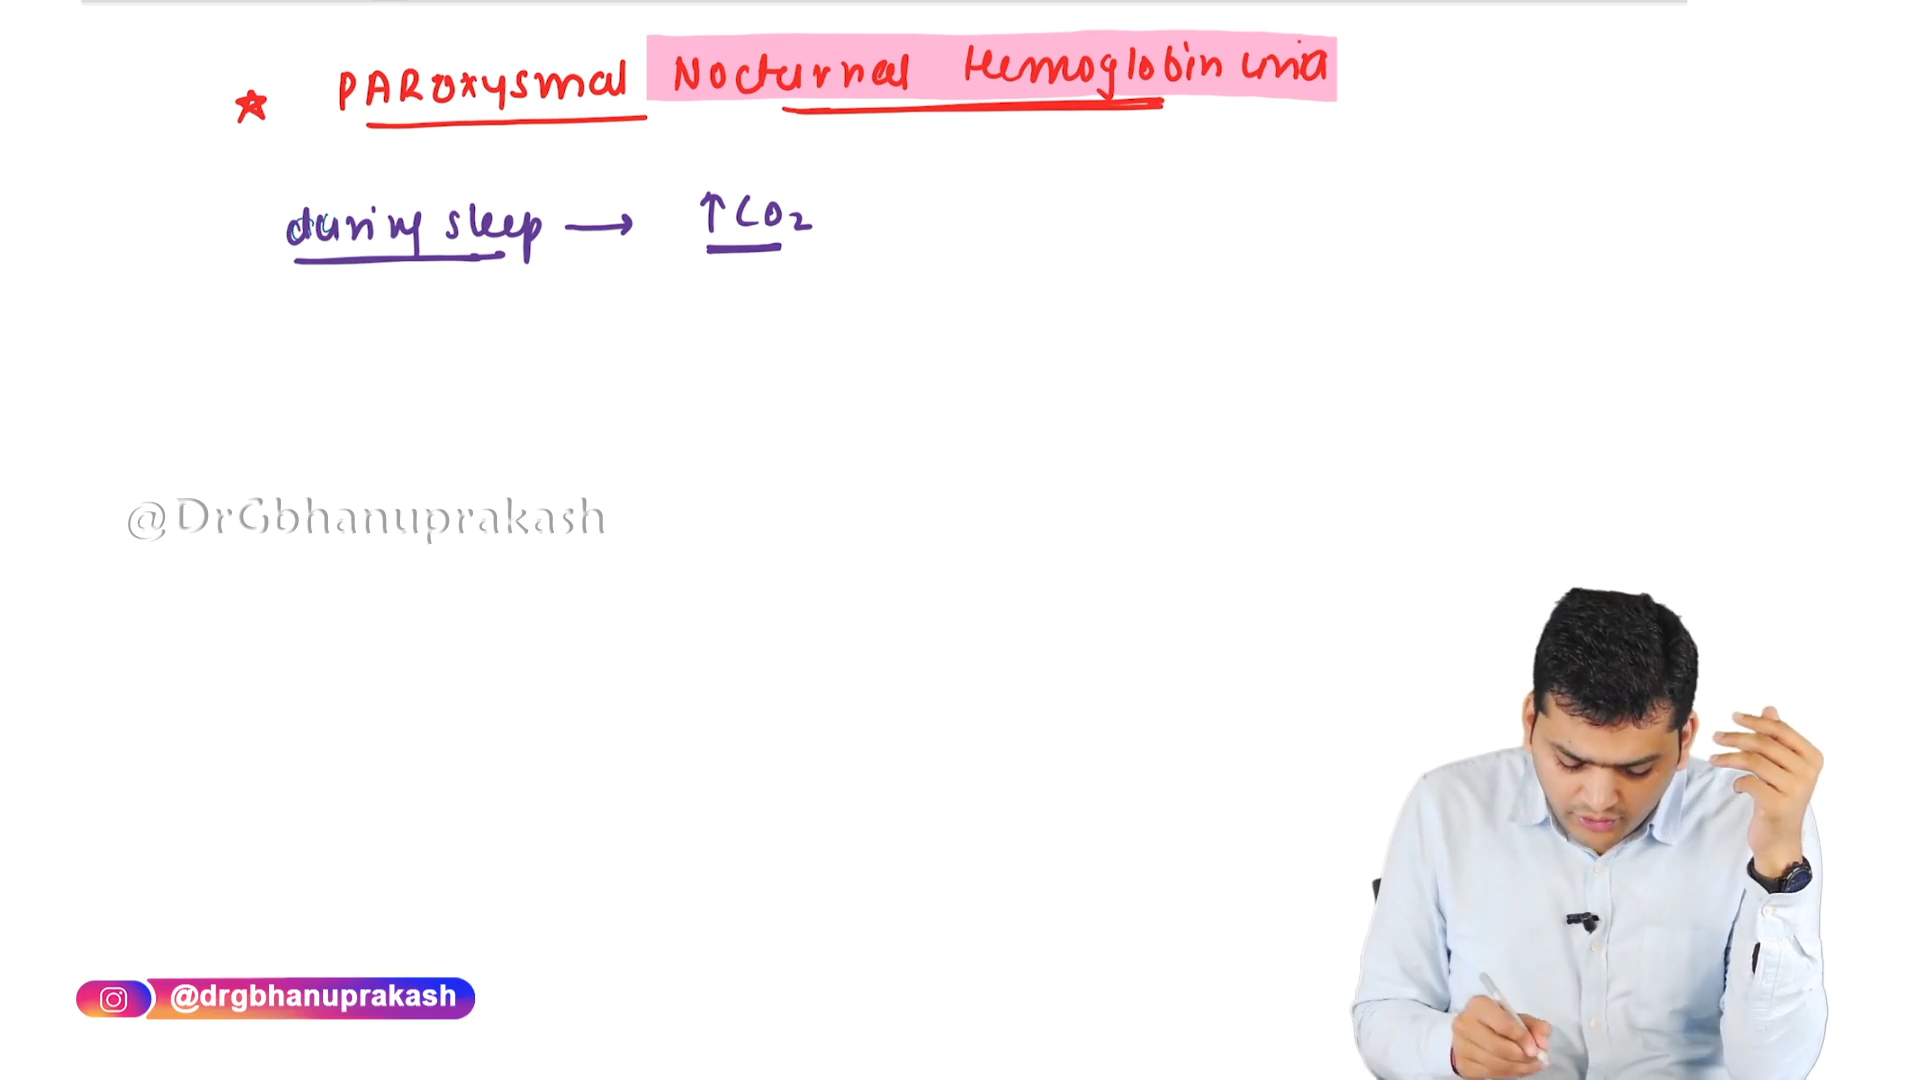 ★ PARoxysmal Nocturnal Hemoglobinuria
during sleep → ↑CO₂
@DrGbhanuprakash
@drgbhanuprakash